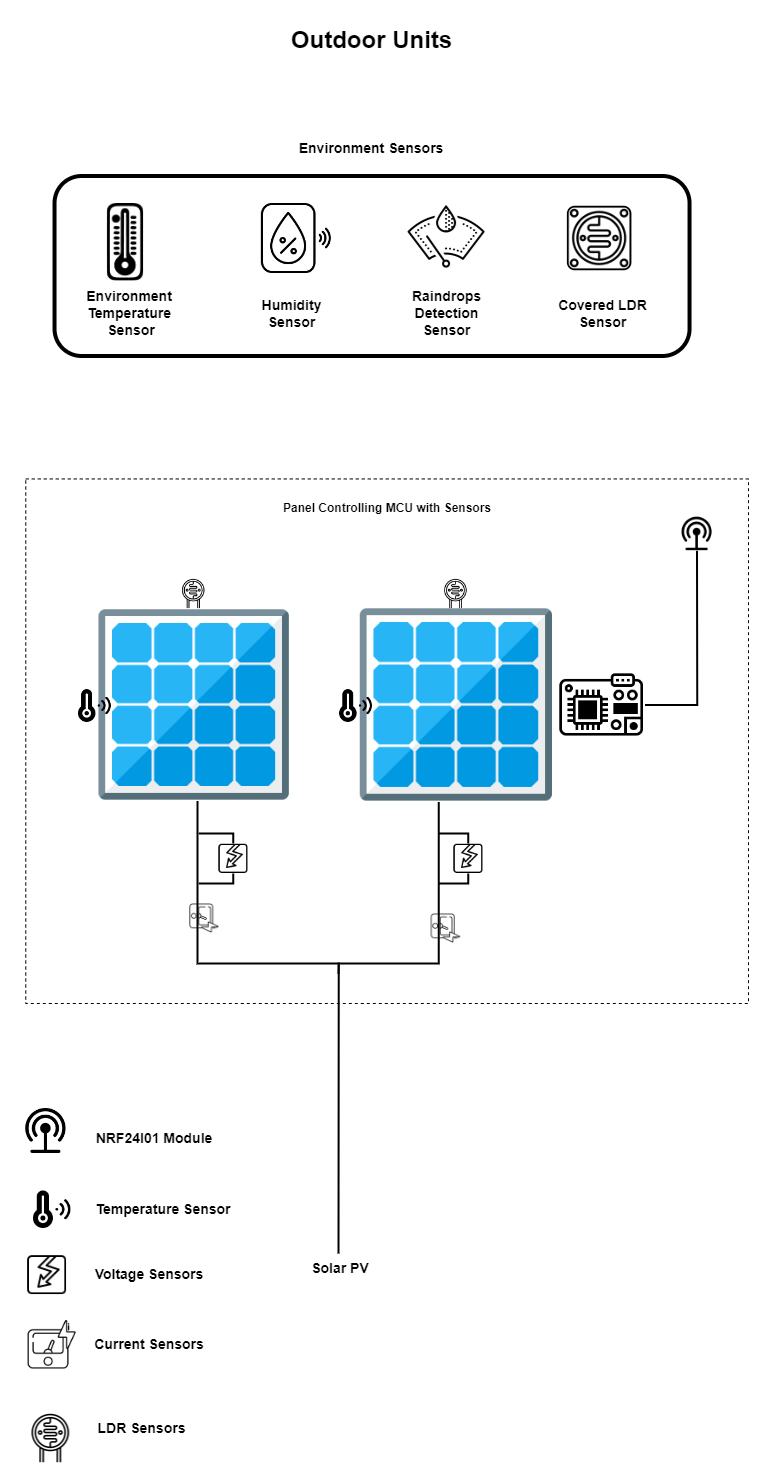 Outdoor Units
Environment Sensors
Environment
Temperature
Sensor
Humidity
Sensor
Raindrops
Detection
Sensor
Covered LDR
Sensor
Panel Controlling MCU with Sensors
NRF24l01 Module
Temperature Sensor
Solar PV
Voltage Sensors
Current Sensors
LDR Sensors